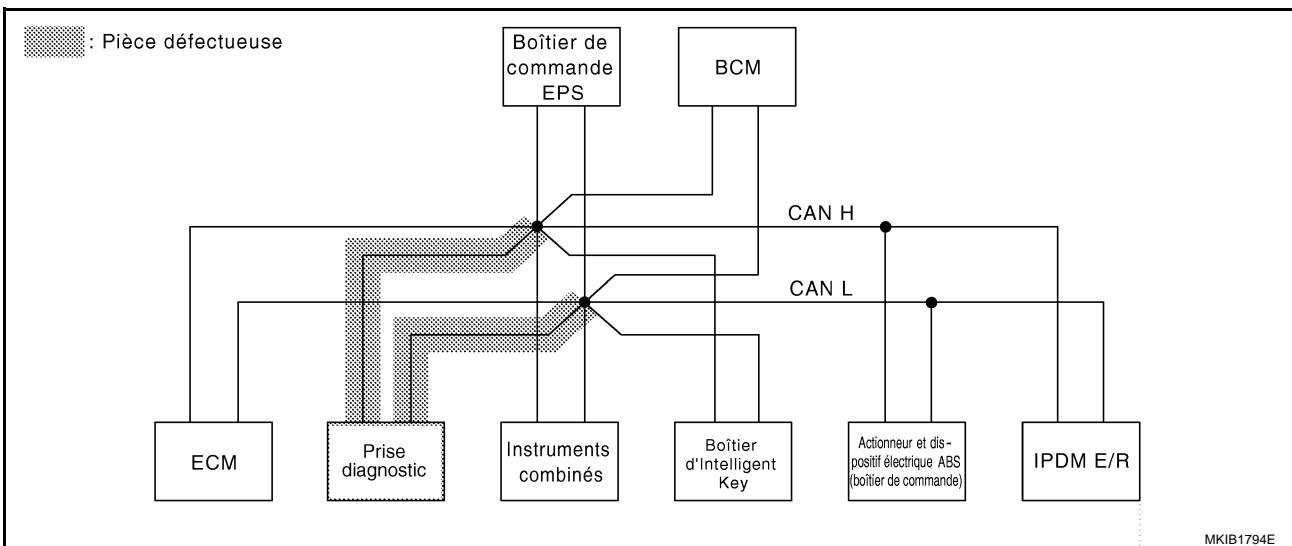 : Pièce défectueuse
Boîtier de
commande
EPS
BCM
CAN H
CAN L
ECM
Prise
diagnostic
Instruments
combinés
Boîtier
d'Intelligent
Key
Actionneur et dis-
positif électrique ABS
(boîtier de commande)
IPDM E/R
MKIB1794E